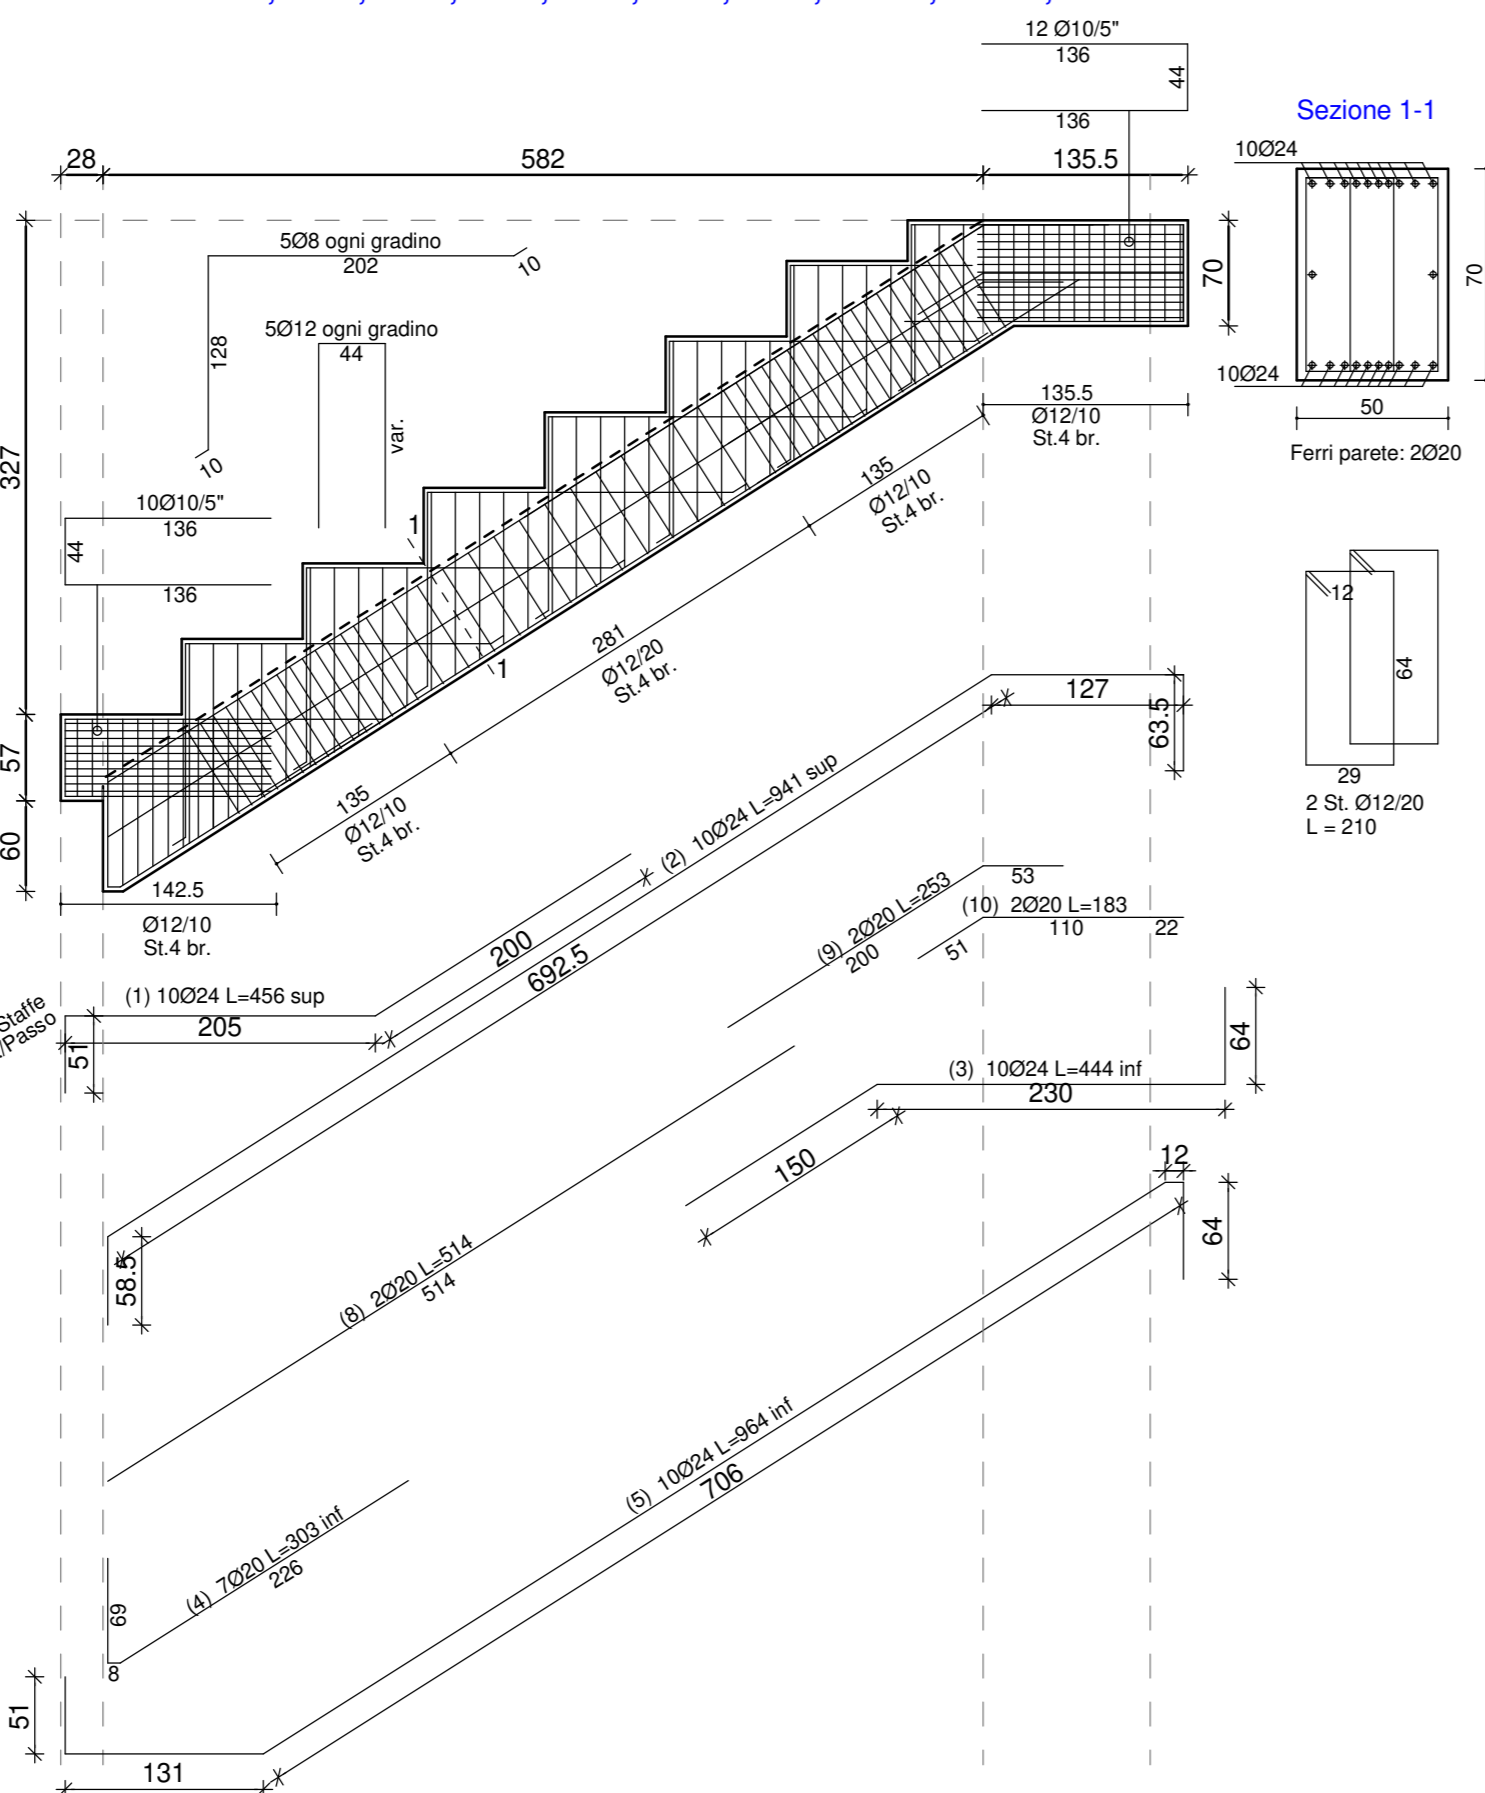 12 Ø10/5"
136
44
136
Sezione 1-1
28
582
135.5
10Ø24
5Ø8 ogni gradino
202
10
128
10
5Ø12 ogni gradino
44
var.
70
70
10Ø24
50
Ferri parete: 2Ø20
135.5
Ø12/10
St.4 br.
327
10Ø10/5"
136
44
136
1
1
135
Ø12/10
St.4 br.
281
Ø12/20
St.4 br.
135
Ø12/10
St.4 br.
12
64
29
2 St. Ø12/20
L = 210
57
60
142.5
Ø12/10
St.4 br.
127
63.5
(2) 10Ø24 L=941 sup
692.5
200
(1) 10Ø24 L=456 sup
205
51
Staffe
/Passo
53
(9) 2Ø20 L=253
200
(10) 2Ø20 L=183
110
22
51
(3) 10Ø24 L=444 inf
230
64
150
12
64
58.5
(8) 2Ø20 L=514
514
(5) 10Ø24 L=964 inf
706
(4) 7Ø20 L=303 inf
226
69
8
51
131